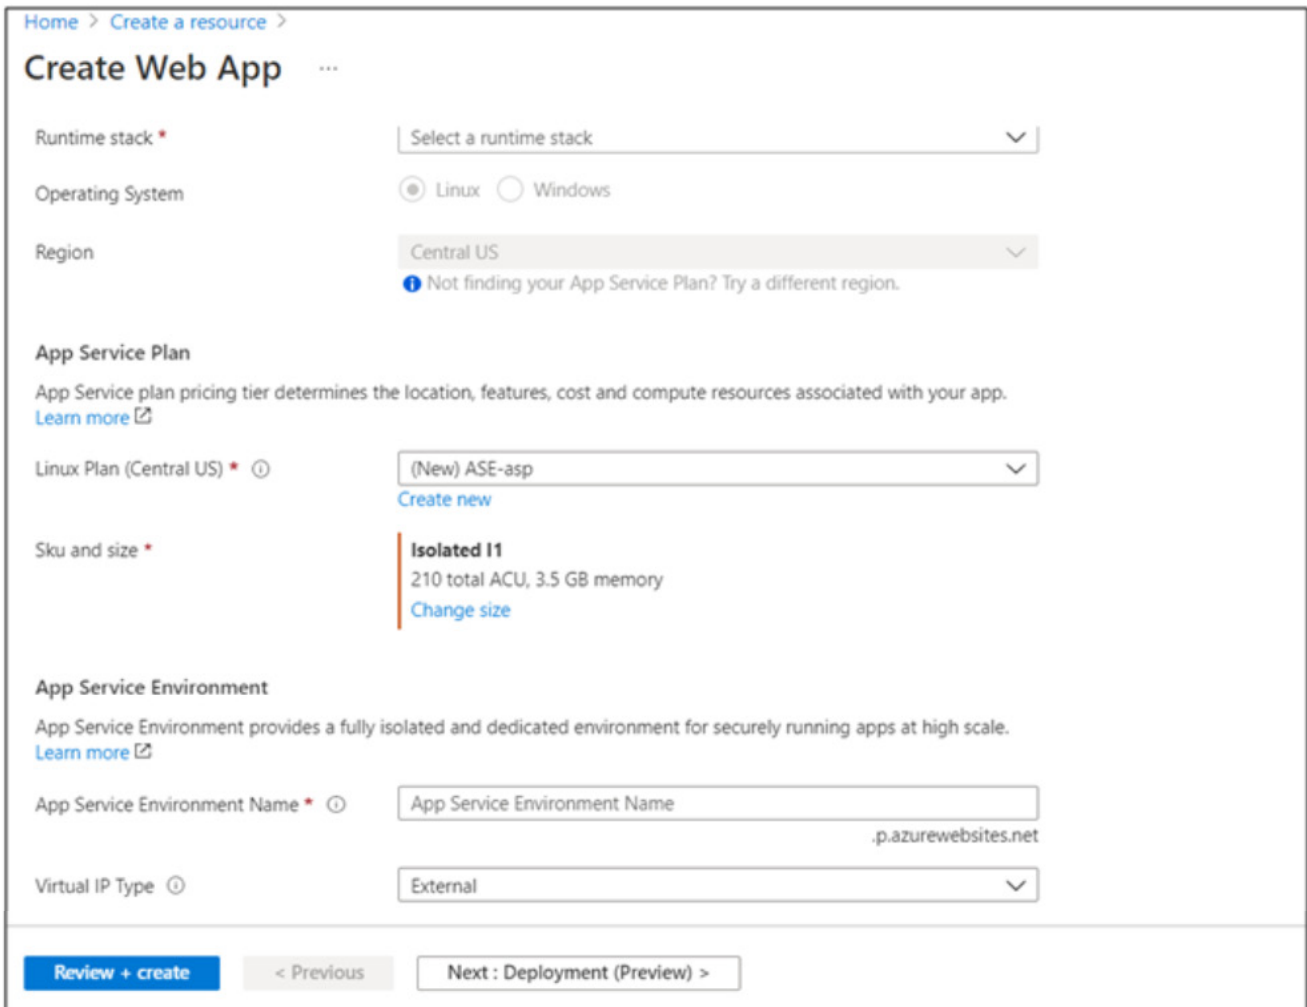 Home > Create a resource >
Create Web App ...
Runtime stack * Select a runtime stack
Operating System Linux Windows
Region Central US
Not finding your App Service Plan? Try a different region.
App Service Plan
App Service plan pricing tier determines the location, features, cost and compute resources associated with your app.
Learn more
Linux Plan (Central US) * (New) ASE-asp
Create new
Sku and size * Isolated I1
210 total ACU, 3.5 GB memory
Change size
App Service Environment
App Service Environment provides a fully isolated and dedicated environment for securely running apps at high scale.
Learn more
App Service Environment Name * App Service Environment Name
.p.azurewebsites.net
Virtual IP Type External
Review + create < Previous Next : Deployment (Preview) >